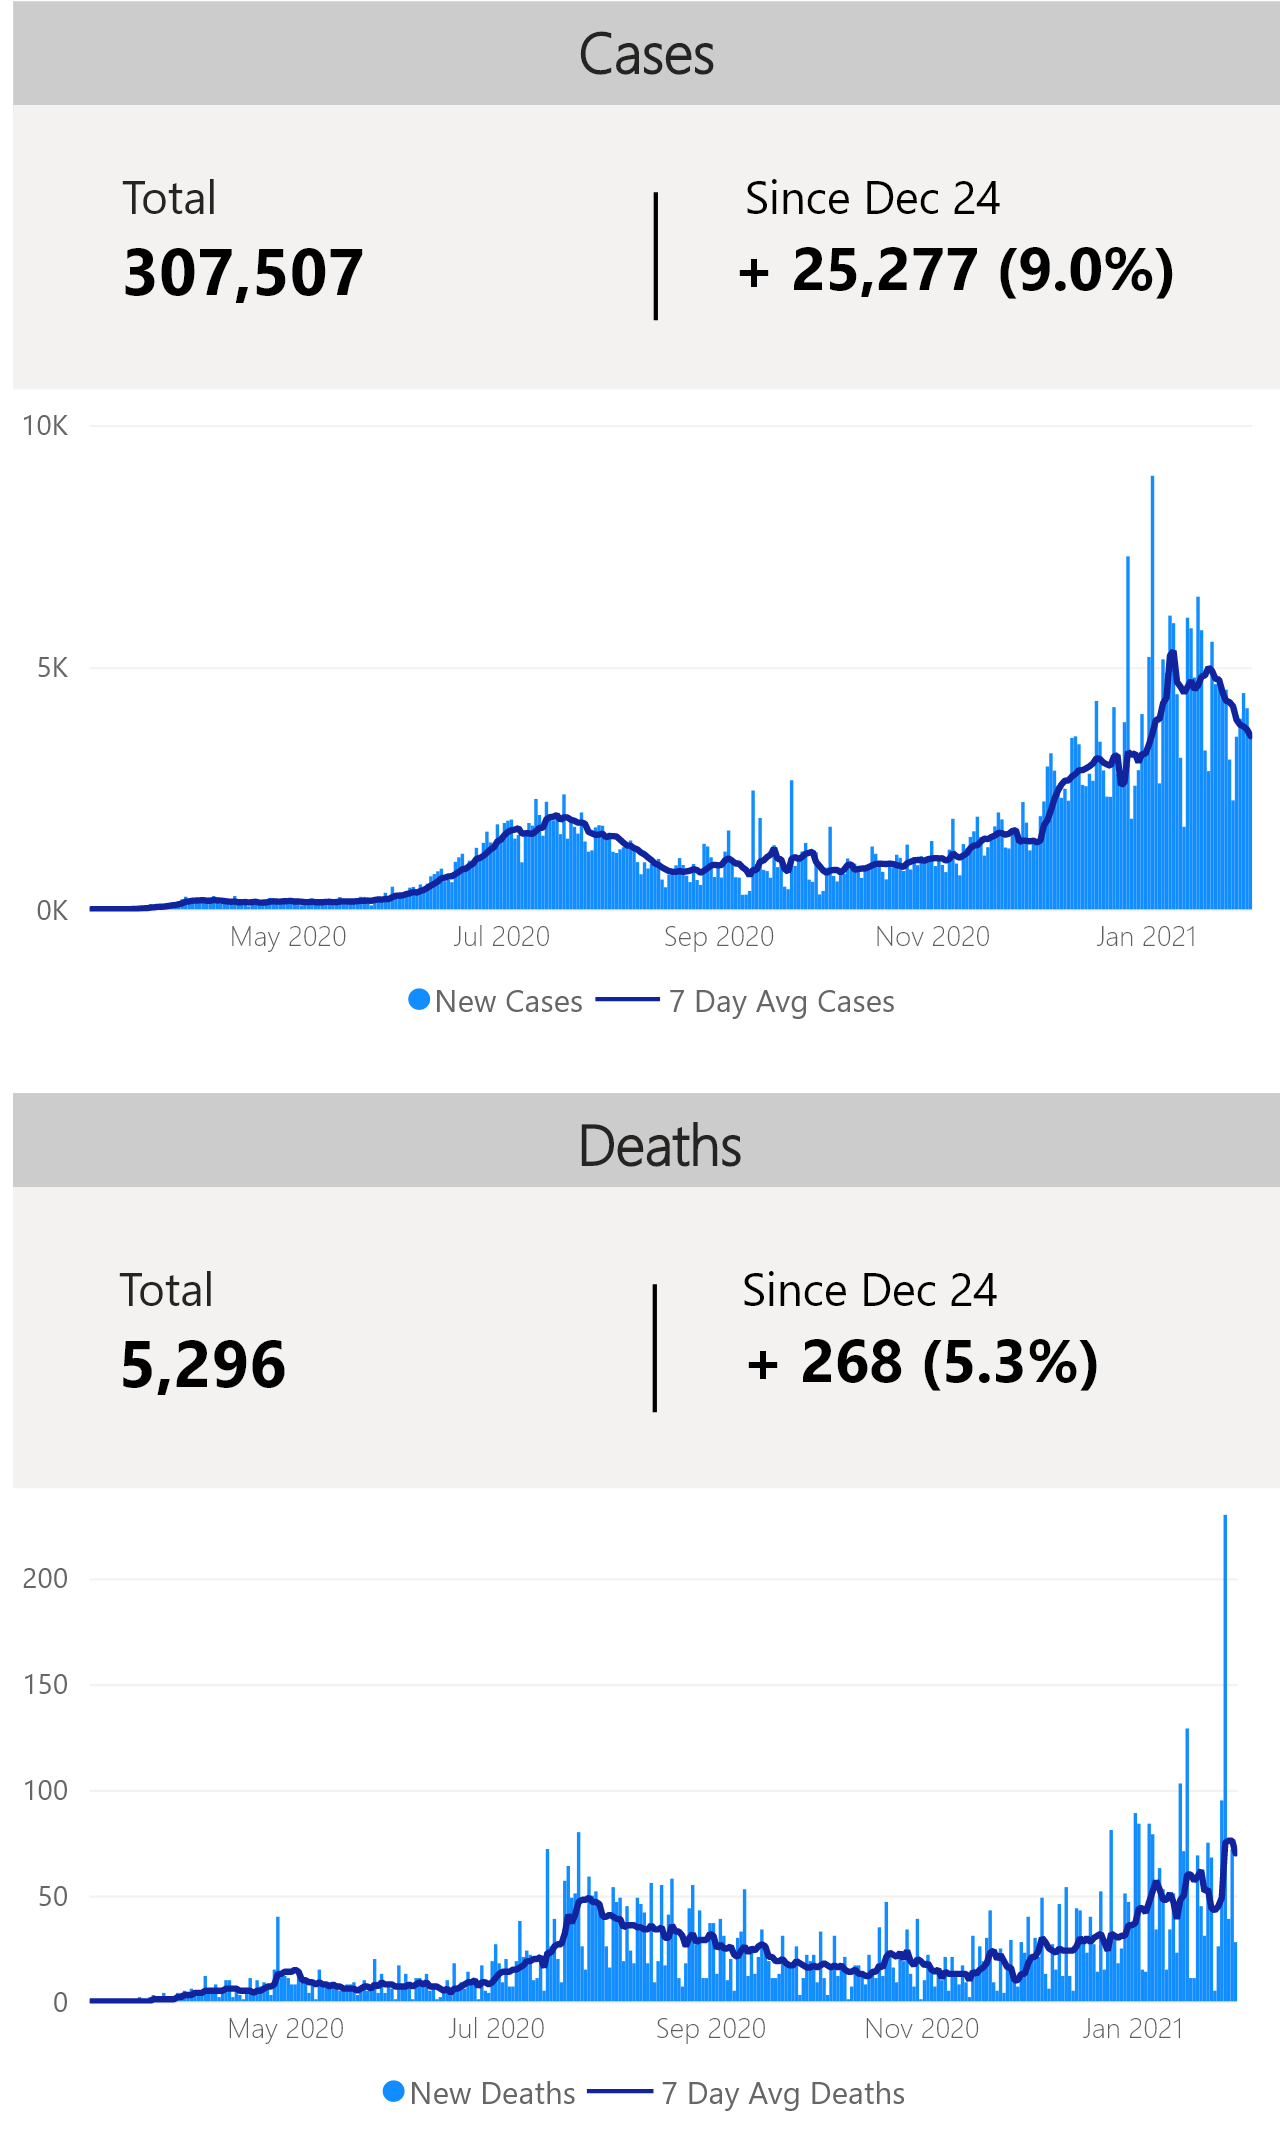 Cases
Total
Since Dec 24
307,507
+ 25,277 (9.0%)
10K
5K
0K
May 2020
Jul 2020
Sep 2020
Nov 2020
Jan 2021
New Cases
7 Day Avg Cases
Deaths
Total
Since Dec 24
5,296
+ 268 (5.3%)
200
150
100
50
0
May 2020
Jul 2020
Sep 2020
Nov 2020
Jan 2021
New Deaths
7 Day Avg Deaths